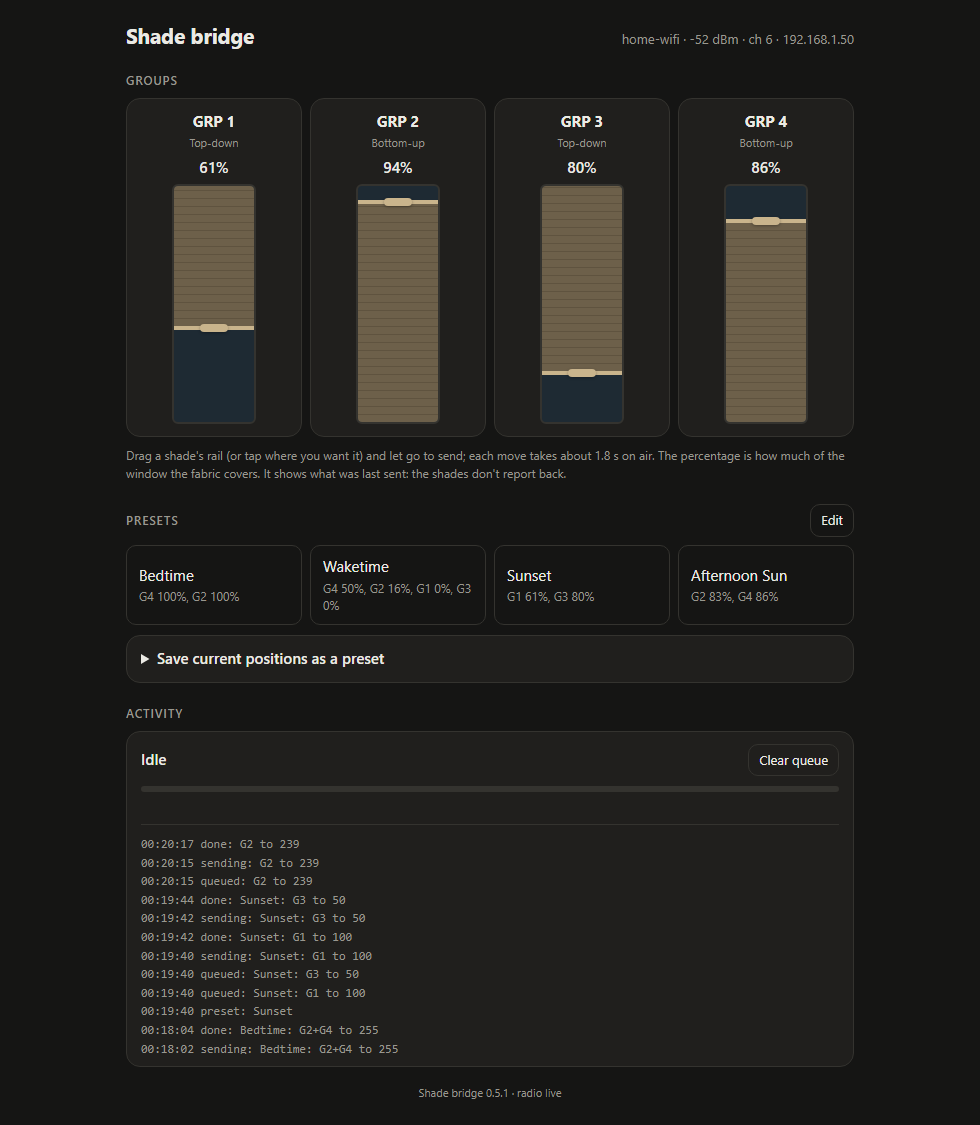 Shade bridge
home-wifi · -52 dBm · ch 6 · 192.168.1.50
GROUPS
GRP 1
Top-down
61%
GRP 2
Bottom-up
94%
GRP 3
Top-down
80%
GRP 4
Bottom-up
86%
Drag a shade's rail (or tap where you want it) and let go to send; each move takes about 1.8 s on air. The percentage is how much of the
window the fabric covers. It shows what was last sent: the shades don't report back.
PRESETS
Edit
Bedtime
G4 100%, G2 100%
Waketime
G4 50%, G2 16%, G1 0%, G3
0%
Sunset
G1 61%, G3 80%
Afternoon Sun
G2 83%, G4 86%
Save current positions as a preset
ACTIVITY
Idle
Clear queue
00:20:17 done: G2 to 239
00:20:15 sending: G2 to 239
00:20:15 queued: G2 to 239
00:19:44 done: Sunset: G3 to 50
00:19:42 sending: Sunset: G3 to 50
00:19:42 done: Sunset: G1 to 100
00:19:40 sending: Sunset: G1 to 100
00:19:40 queued: Sunset: G3 to 50
00:19:40 queued: Sunset: G1 to 100
00:19:40 preset: Sunset
00:18:04 done: Bedtime: G2+G4 to 255
00:18:02 sending: Bedtime: G2+G4 to 255
Shade bridge 0.5.1 · radio live